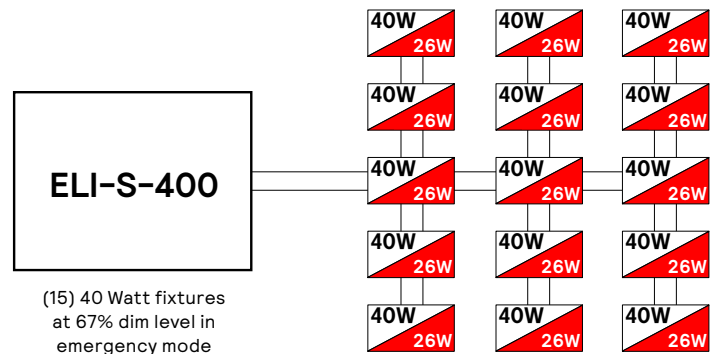 40W 40W 40W
26W 26W 26W
40W 40W 40W
26W 26W 26W
ELI-S-400
40W 40W 40W
26W 26W 26W
40W 40W 40W
26W 26W 26W
(15) 40 Watt fixtures
at 67% dim level in
emergency mode
40W 40W 40W
26W 26W 26W